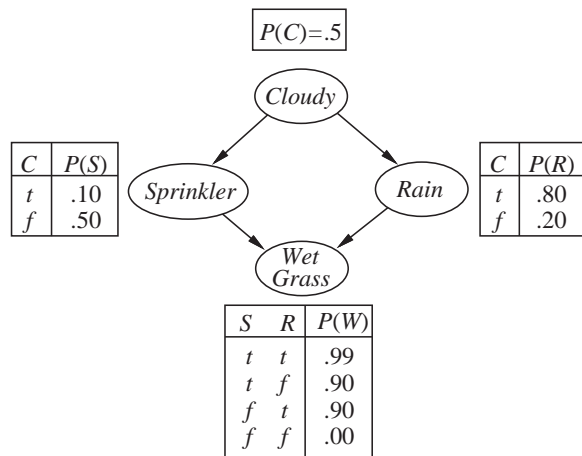 P(C)=.5
Cloudy
C P(S)
t .10
f .50
Sprinkler
Rain
C P(R)
t .80
f .20
Wet
Grass
S R P(W)
t t .99
t f .90
f t .90
f f .00